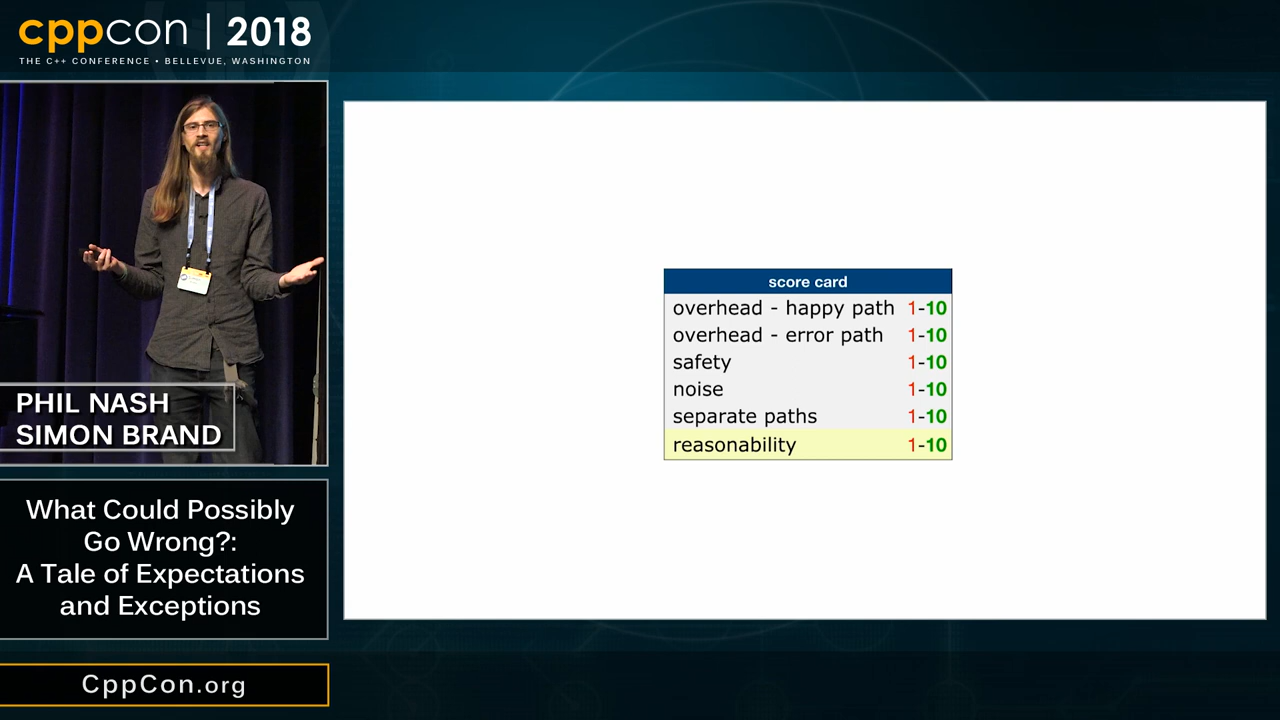 cppcon | 2018
THE C++ CONFERENCE • BELLEVUE, WASHINGTON
PHIL NASH
SIMON BRAND
What Could Possibly
Go Wrong?:
A Tale of Expectations
and Exceptions
CppCon.org
score card
overhead - happy path 1-10
overhead - error path 1-10
safety 1-10
noise 1-10
separate paths 1-10
reasonability 1-10